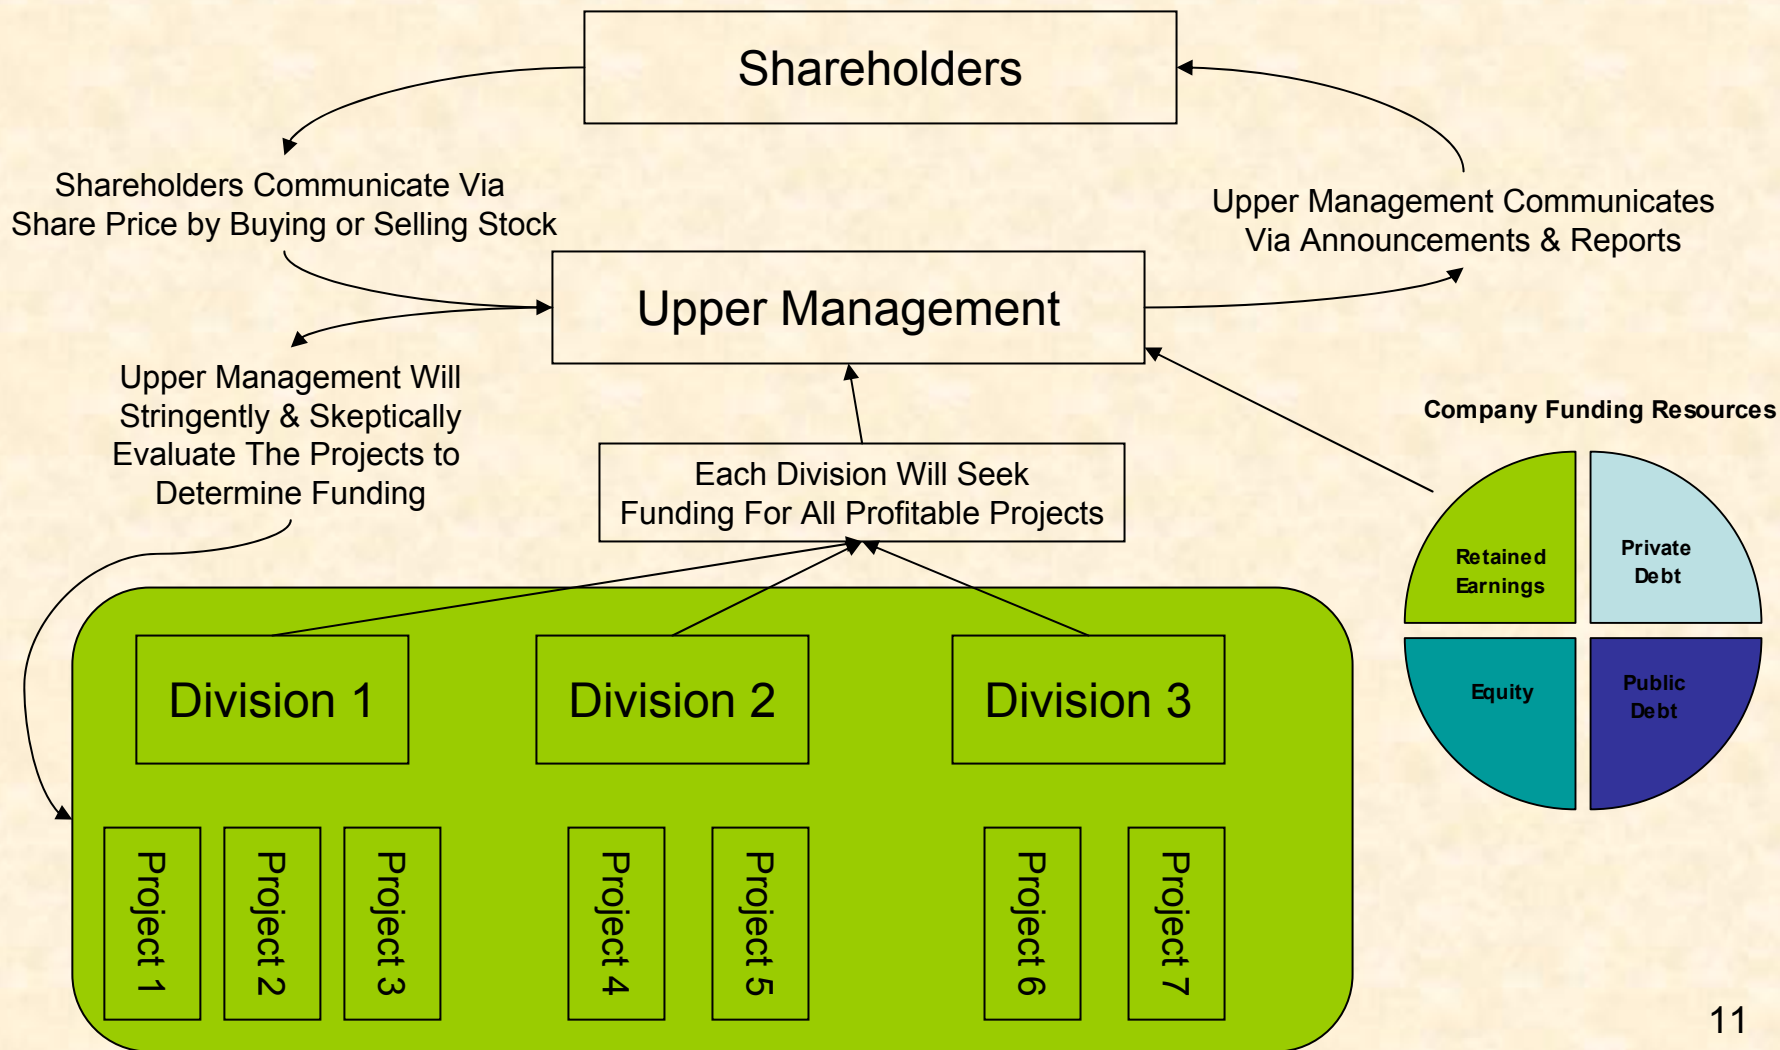 Shareholders
Shareholders Communicate Via
Share Price by Buying or Selling Stock
Upper Management Communicates
Via Announcements & Reports
Upper Management
Upper Management Will
Stringently & Skeptically
Evaluate The Projects to
Determine Funding
Each Division Will Seek
Funding For All Profitable Projects
Company Funding Resources
Retained
Earnings
Private
Debt
Equity
Public
Debt
Division 1
Division 2
Division 3
Project 1
Project 2
Project 3
Project 4
Project 5
Project 6
Project 7
11